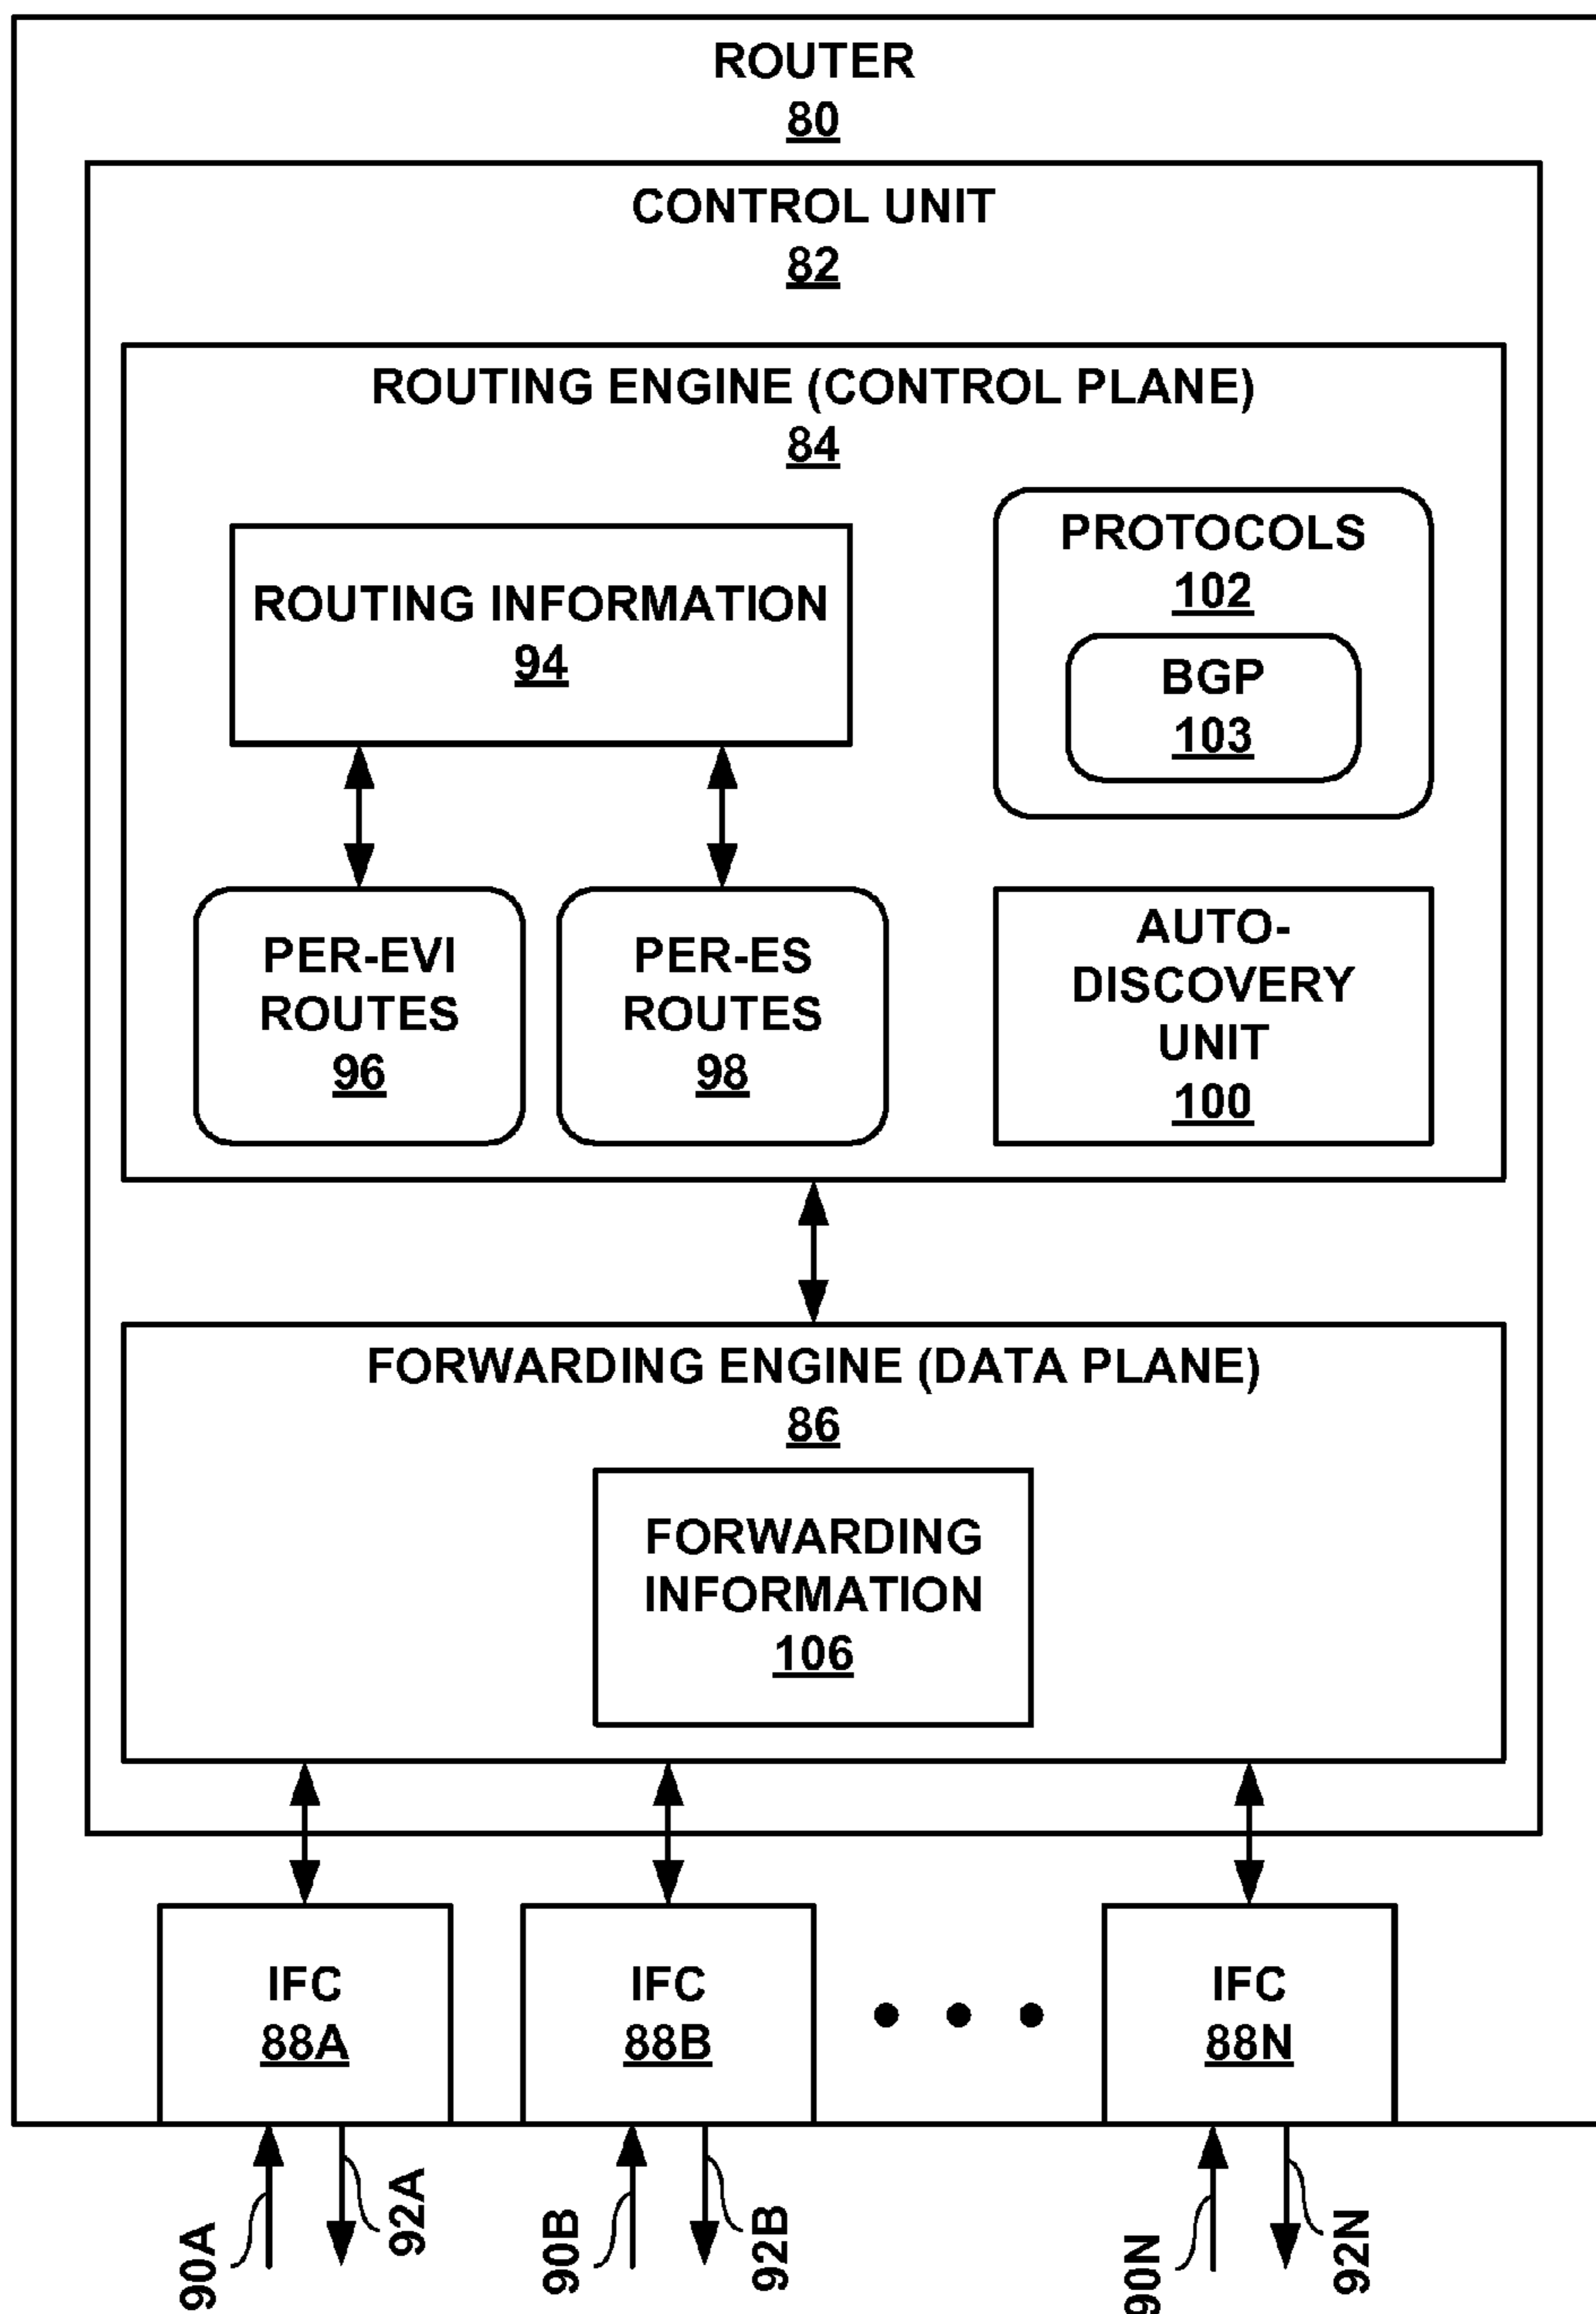 ROUTER
80
CONTROL UNIT
82
ROUTING ENGINE (CONTROL PLANE)
84
ROUTING INFORMATION
94
PROTOCOLS
102
BGP
103
PER-EVI
ROUTES
96
PER-ES
ROUTES
98
AUTO-
DISCOVERY
UNIT
100
FORWARDING ENGINE (DATA PLANE)
86
FORWARDING
INFORMATION
106
IFC
88A
IFC
88B
IFC
88N
90A
92A
90B
92B
90N
92N